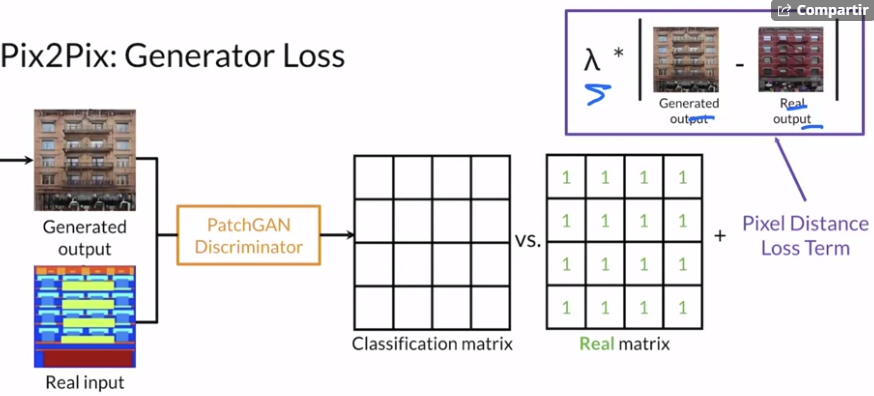 Compartir
Pix2Pix: Generator Loss
λ * | - |
Generated
output
Real
output
Generated
output
PatchGAN
Discriminator
vs.
1 1 1 1
1 1 1 1
1 1 1 1
1 1 1 1
+
Pixel Distance
Loss Term
Classification matrix
Real matrix
Real input